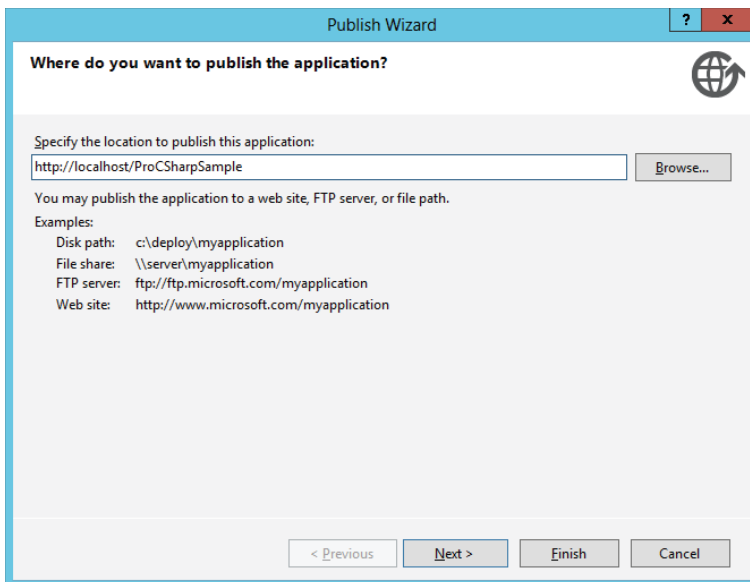 Publish Wizard
?
x
Where do you want to publish the application?
Specify the location to publish this application:
http://localhost/ProCSharpSample
Browse...
You may publish the application to a web site, FTP server, or file path.
Examples:
Disk path: c:\deploy\myapplication
File share: \\server\myapplication
FTP server: ftp://ftp.microsoft.com/myapplication
Web site: http://www.microsoft.com/myapplication
< Previous
Next >
Finish
Cancel